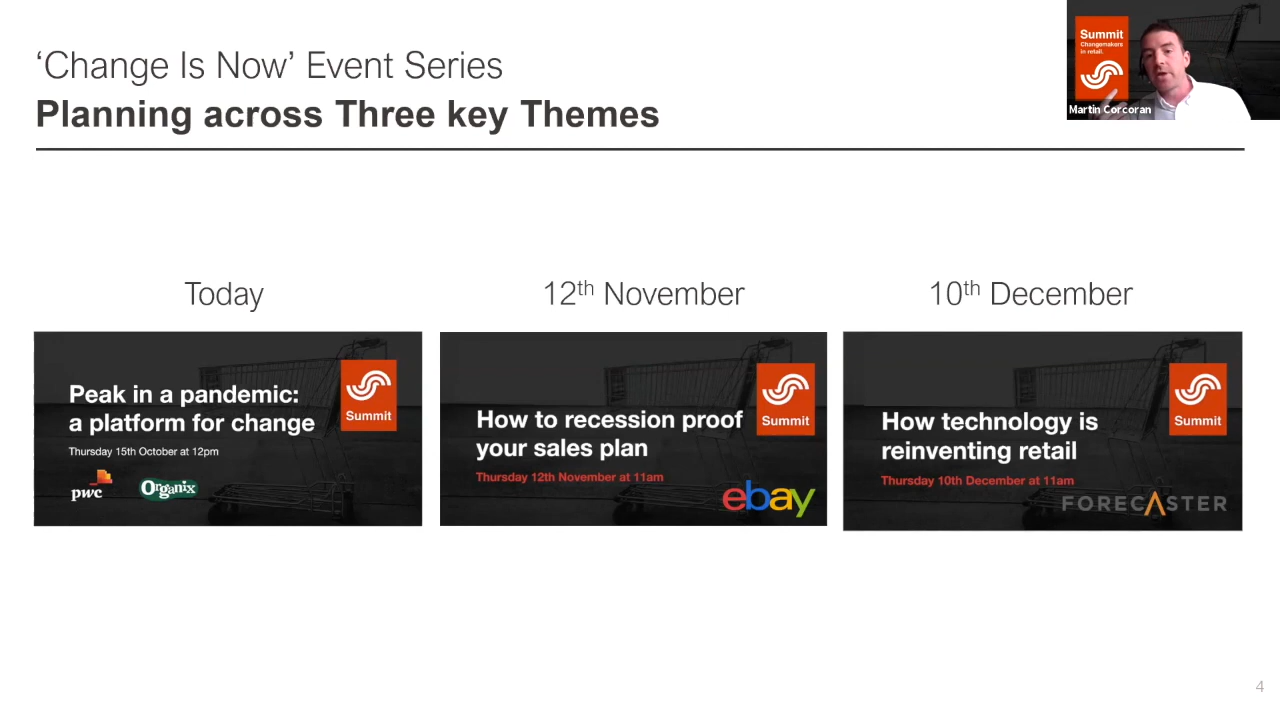 ‘Change Is Now’ Event Series
Planning across Three key Themes
Summit
Changemakers
in retail.
Martin Corcoran
Today
12th November
10th December
Peak in a pandemic:
a platform for change
Thursday 15th October at 12pm
pwc
Organix
Summit
How to recession proof
your sales plan
Thursday 12th November at 11am
ebay
Summit
How technology is
reinventing retail
Thursday 10th December at 11am
FORECASTER
Summit
4